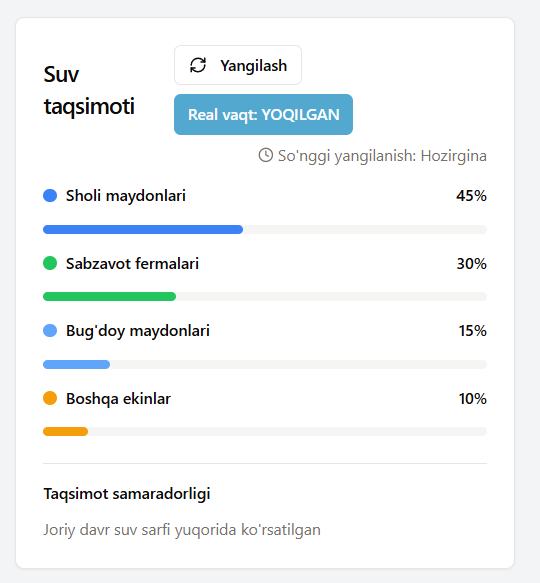 Suv
taqsimoti
Yangilash
Real vaqt: YOQILGAN
So'nggi yangilanish: Hozirgina
Sholi maydonlari 45%
Sabzavot fermalari 30%
Bug'doy maydonlari 15%
Boshqa ekinlar 10%
Taqsimot samaradorligi
Joriy davr suv sarfi yuqorida ko'rsatilgan